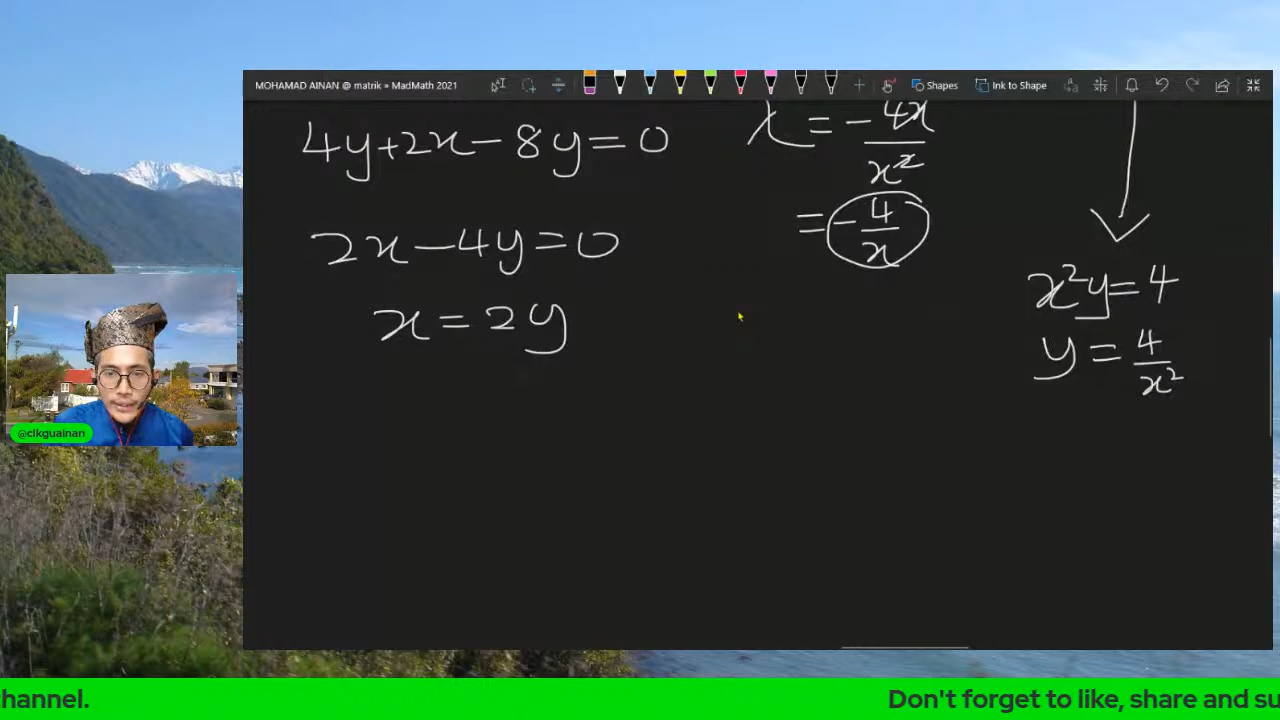 MOHAMAD AINAN @ matrik » MadMath 2021
Shapes
Ink to Shape
4y+2x-8y=0
2x-4y=0
x=2y
λ = -4x/x²
= -4/x
x²y=4
y=4/x²
@cikguainan
hannel.
Don't forget to like, share and su